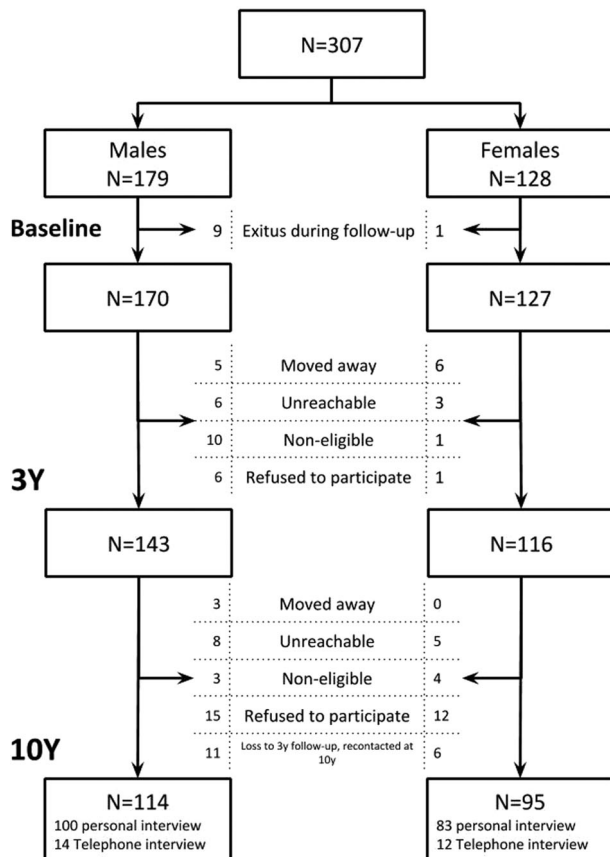 N=307
Males
N=179
Females
N=128
Baseline
9 Exitus during follow-up 1
N=170
N=127
5 Moved away 6
6 Unreachable 3
10 Non-eligible 1
6 Refused to participate 1
3Y
N=143
N=116
3 Moved away 0
8 Unreachable 5
3 Non-eligible 4
15 Refused to participate 12
10Y
11 Loss to 3y follow-up, recontacted at 6
10y
N=114
100 personal interview
14 Telephone interview
N=95
83 personal interview
12 Telephone interview